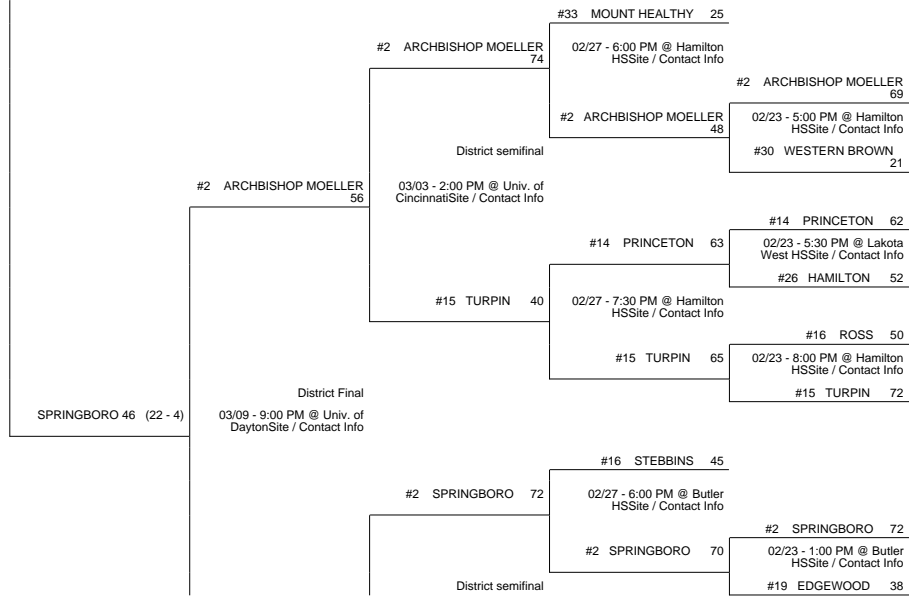 #33 MOUNT HEALTHY 25
#2 ARCHBISHOP MOELLER
74
02/27 - 6:00 PM @ Hamilton
HSSite / Contact Info
#2 ARCHBISHOP MOELLER
69
#2 ARCHBISHOP MOELLER
48
02/23 - 5:00 PM @ Hamilton
HSSite / Contact Info
#30 WESTERN BROWN
21
District semifinal
#2 ARCHBISHOP MOELLER
56
03/03 - 2:00 PM @ Univ. of
CincinnatiSite / Contact Info
#14 PRINCETON 62
#14 PRINCETON 63
02/23 - 5:30 PM @ Lakota
West HSSite / Contact Info
#26 HAMILTON 52
#15 TURPIN 40
02/27 - 7:30 PM @ Hamilton
HSSite / Contact Info
#16 ROSS 50
#15 TURPIN 65
02/23 - 8:00 PM @ Hamilton
HSSite / Contact Info
#15 TURPIN 72
District Final
SPRINGBORO 46 (22 - 4)
03/09 - 9:00 PM @ Univ. of
DaytonSite / Contact Info
#16 STEBBINS 45
#2 SPRINGBORO 72
02/27 - 6:00 PM @ Butler
HSSite / Contact Info
#2 SPRINGBORO 72
#2 SPRINGBORO 70
02/23 - 1:00 PM @ Butler
HSSite / Contact Info
District semifinal
#19 EDGEWOOD 38